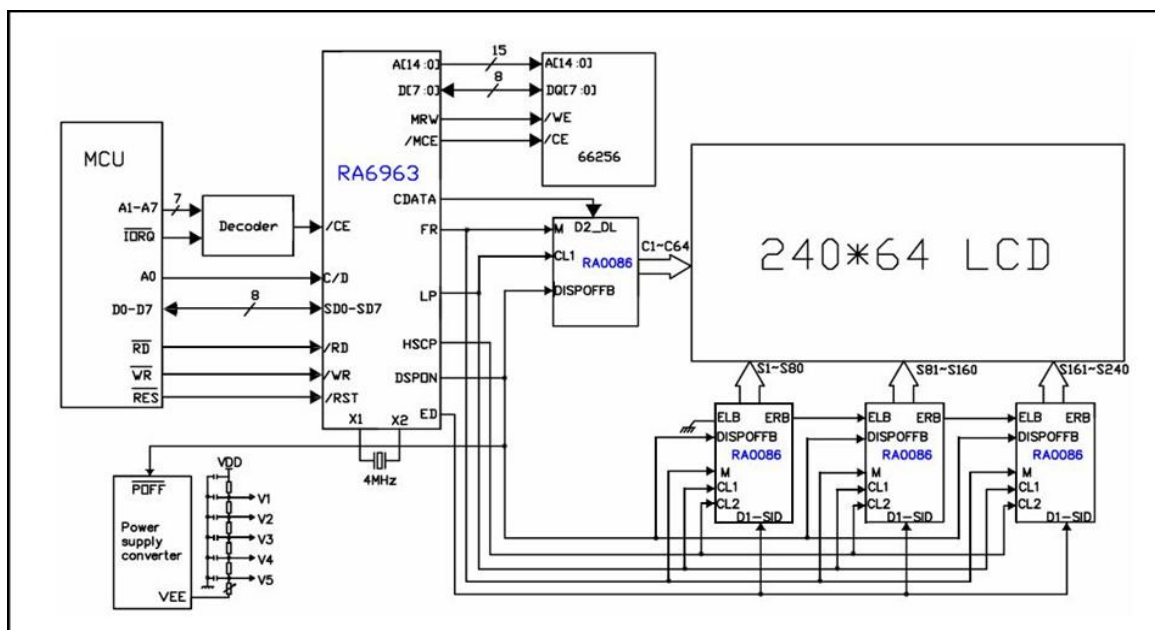 MCU
A1-A7
7
IORQ
A0
D0-D7
8
RD
WR
RES
Decoder
RA6963
/CE
C/D
SD0-SD7
/RD
/WR
/RST
X1
X2
4MHz
A[14:0]
D[7:0]
MRW
/MCE
CDATA
FR
LP
HSCP
DSPON
ED
15
8
A[14:0]
DQ[7:0]
/WE
/CE
66256
D2_DL
M
RA0086
CL1
DISPOFFB
C1~C64
240*64 LCD
S1~S80
S81~S160
S161~S240
ELB
ERB
DISPOFFB
RA0086
M
CL1
CL2
D1-SID
ELB
ERB
DISPOFFB
RA0086
M
CL1
CL2
D1-SID
ELB
ERB
DISPOFFB
RA0086
M
CL1
CL2
D1-SID
POFF
Power
supply
converter
VEE
VDD
V1
V2
V3
V4
V5